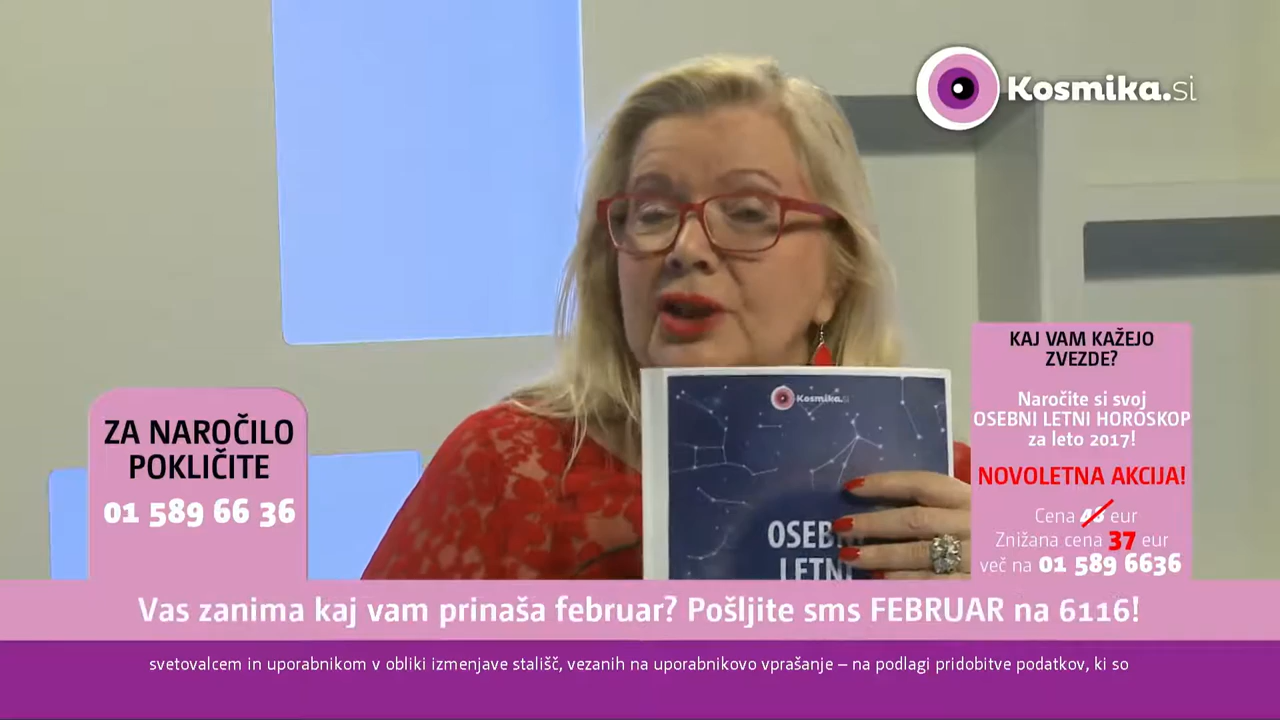 Kosmika.si
KAJ VAM KAŽEJO
ZVEZDE?
Naročite si svoj
OSEBNI LETNI HOROSKOP
za leto 2017!
NOVOLETNA AKCIJA!
Cena eur
Znižana cena 37 eur
več na 01 589 6636
ZA NAROČILO
POKLIČITE
01 589 66 36
Kosmika.si
OSEBNI
LETNI
Vas zanima kaj vam prinaša februar? Pošljite sms FEBRUAR na 6116!
svetovalcem in uporabnikom v obliki izmenjave stališč, vezanih na uporabnikovo vprašanje – na podlagi pridobitve podatkov, ki so